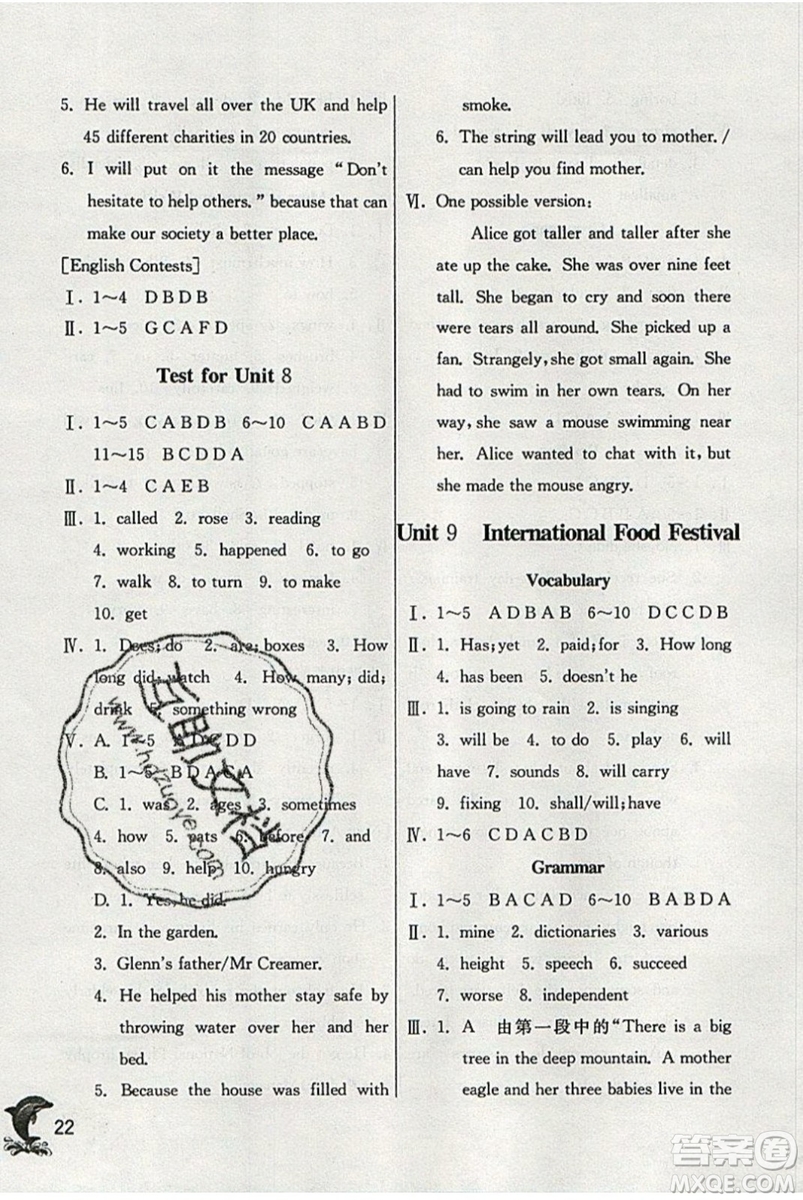 5. He will travel all over the UK and help
45 different charities in 20 countries.
6. I will put on it the message “Don't
hesitate to help others.” because that can
make our society a better place.
[English Contests]
Ⅰ. 1～4 D B D B
Ⅱ. 1～5 G C A F D
Test for Unit 8
Ⅰ. 1～5 C A B D B 6～10 C A A B D
11～15 B C D D A
Ⅱ. 1～4 C A E B
Ⅲ. 1. called 2. rose 3. reading
4. working 5. happened 6. to go
7. walk 8. to turn 9. to make
10. get
Ⅳ. 1. Does; do 2. are; boxes 3. How
long did; watch 4. How many; did;
drink 5. something wrong
Ⅴ. A. 1～5 A D C D D
B. 1～6 B D A C A
C. 1. was 2. ages 3. sometimes
4. how 5. eats 6. before 7. and
8. also 9. help 10. hungry
D. 1. Yes, he did.
2. In the garden.
3. Glenn's father/Mr Creamer.
4. He helped his mother stay safe by
throwing water over her and her
bed.
5. Because the house was filled with
22
smoke.
6. The string will lead you to mother. /
can help you find mother.
Ⅵ. One possible version:
Alice got taller and taller after she
ate up the cake. She was over nine feet
tall. She began to cry and soon there
were tears all around. She picked up a
fan. Strangely, she got small again. She
had to swim in her own tears. On her
way, she saw a mouse swimming near
her. Alice wanted to chat with it, but
she made the mouse angry.
Unit 9 International Food Festival
Vocabulary
Ⅰ. 1～5 A D B A B 6～10 D C C D B
Ⅱ. 1. Has; yet 2. paid; for 3. How long
4. has been 5. doesn't need
Ⅲ. 1. is going to rain 2. is singing
3. will be 4. to do 5. play 6. will
have 7. sounds 8. will carry
9. fixing 10. shall/will; have
Ⅳ. 1～6 C D A C B D
Grammar
Ⅰ. 1～5 B A C A D 6～10 B A B D A
Ⅱ. 1. mine 2. dictionaries 3. various
4. height 5. speech 6. succeed
7. worse 8. independent
Ⅲ. 1. A 由第一段中的“There is a big
tree in the deep mountain. A mother
eagle and her three babies live in the
互助文档
www.hdzuoye.com
答案圈
MXQE.COM